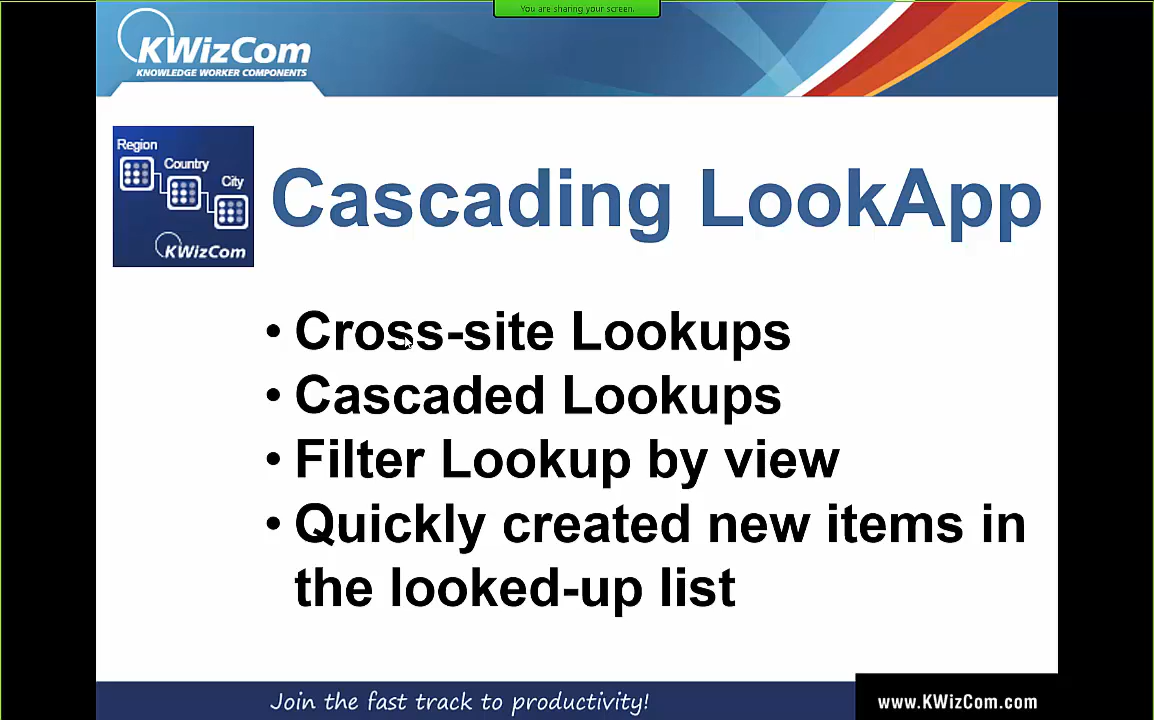 You are sharing your screen.
KWizCom
KNOWLEDGE WORKER COMPONENTS
Region
Country
City
KWizCom
Cascading LookApp
• Cross-site Lookups
• Cascaded Lookups
• Filter Lookup by view
• Quickly created new items in
the looked-up list
Join the fast track to productivity!
www.KWizCom.com